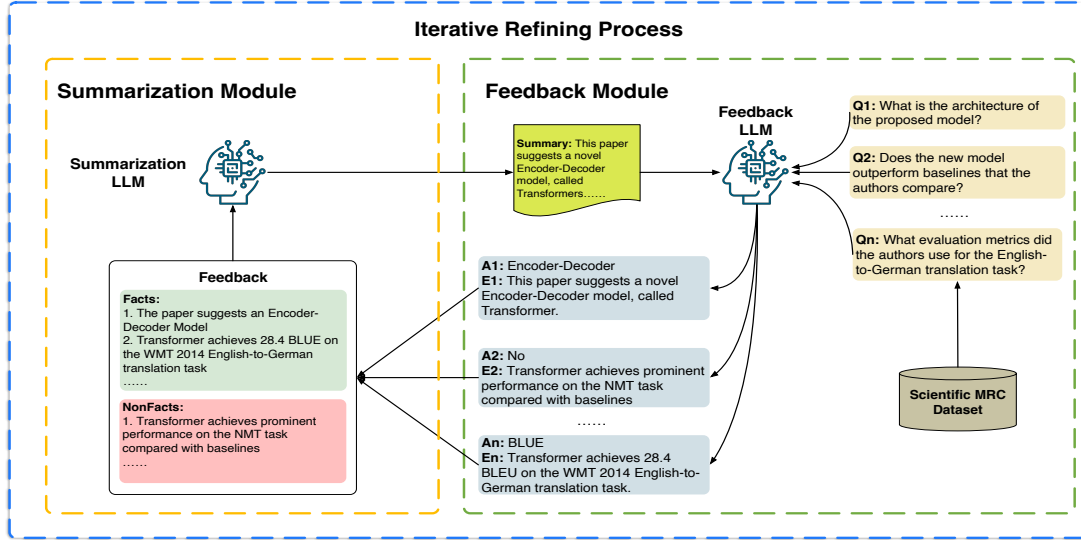 Iterative Refining Process
Summarization Module
Summarization
LLM
Feedback
Facts:
1. The paper suggests an Encoder-
Decoder Model
2. Transformer achieves 28.4 BLUE on
the WMT 2014 English-to-German
translation task
......
NonFacts:
1. Transformer achieves prominent
performance on the NMT task
compared with baselines
......
Feedback Module
Summary: This paper
suggests a novel
Encoder-Decoder
model, called
Transformers......
Feedback
LLM
Q1: What is the architecture of
the proposed model?
Q2: Does the new model
outperform baselines that the
authors compare?
......
Qn: What evaluation metrics did
the authors use for the English-
to-German translation task?
A1: Encoder-Decoder
E1: This paper suggests a novel
Encoder-Decoder model, called
Transformer.
A2: No
E2: Transformer achieves prominent
performance on the NMT task
compared with baselines
......
An: BLUE
En: Transformer achieves 28.4
BLEU on the WMT 2014 English-to-
German translation task.
Scientific MRC
Dataset